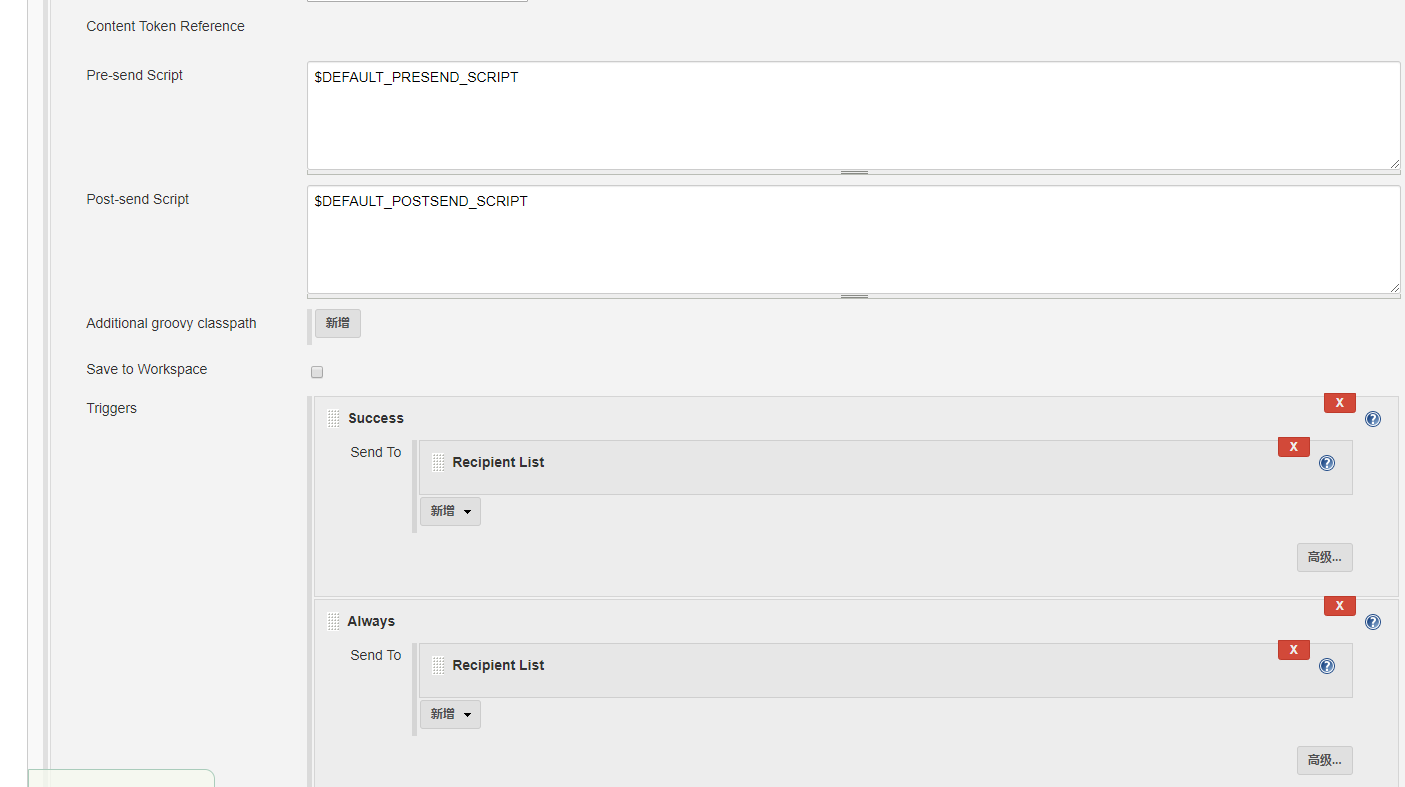 Content Token Reference
Pre-send Script
$DEFAULT_PRESEND_SCRIPT
Post-send Script
$DEFAULT_POSTSEND_SCRIPT
Additional groovy classpath
新增
Save to Workspace
Triggers
X
Success
?
Send To
X
Recipient List
?
新增
高级...
X
Always
?
Send To
X
Recipient List
?
新增
高级...